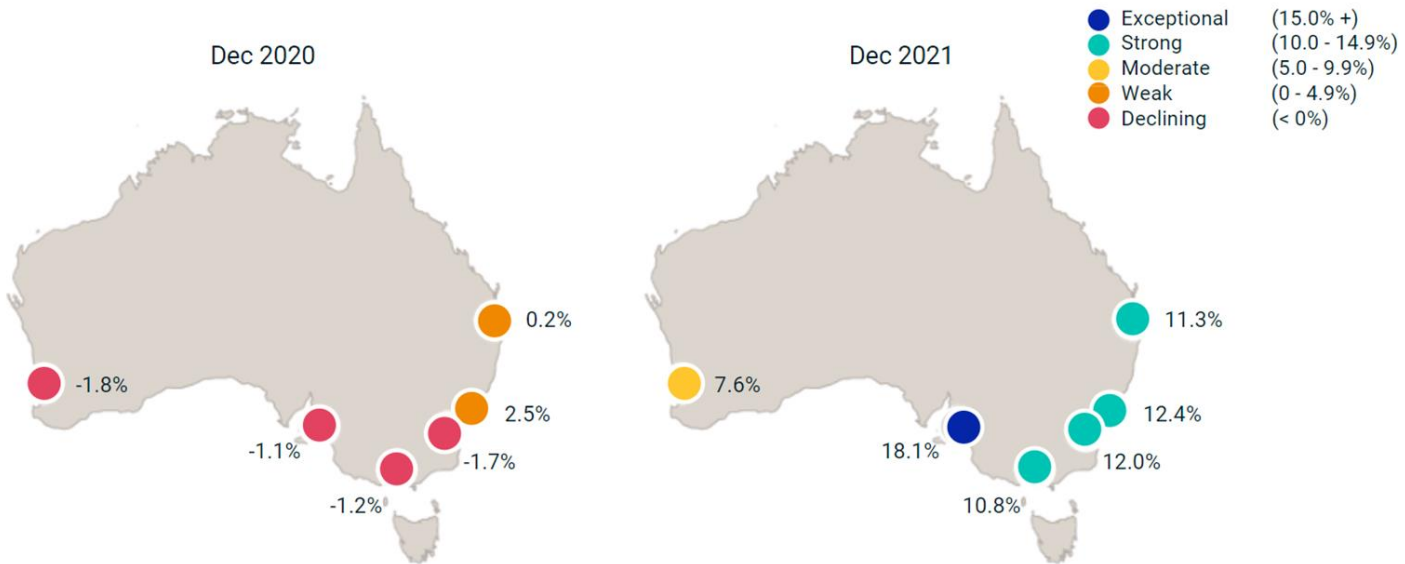 Exceptional (15.0% +)
Strong (10.0 - 14.9%)
Moderate (5.0 - 9.9%)
Weak (0 - 4.9%)
Declining (< 0%)
Dec 2020
Dec 2021
0.2%
-1.8%
2.5%
-1.1%
-1.7%
-1.2%
11.3%
7.6%
12.4%
18.1%
12.0%
10.8%